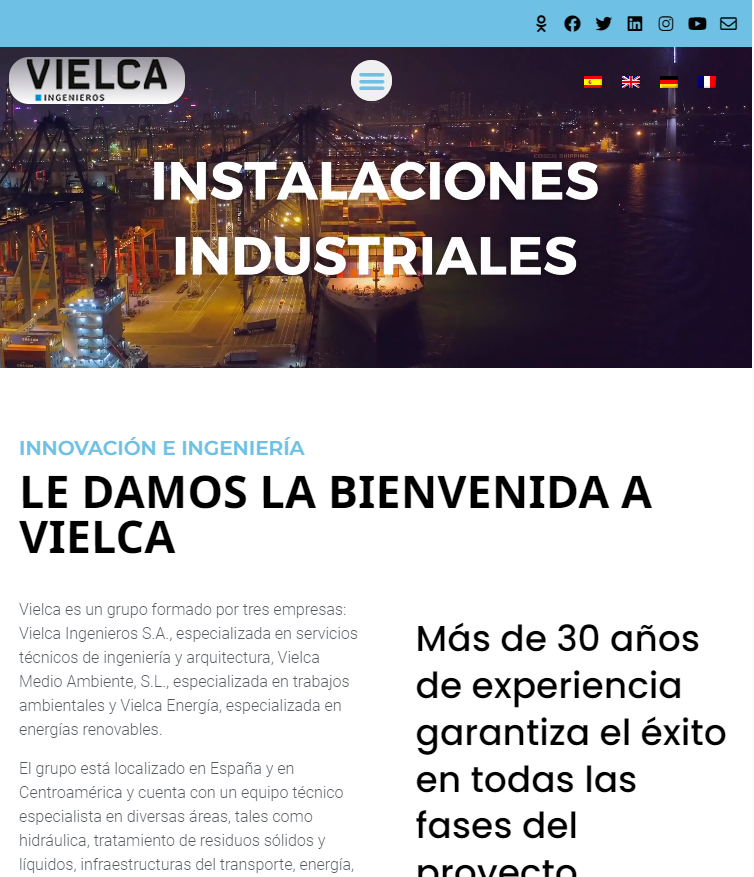 VIELCA
INGENIEROS
INSTALACIONES
INDUSTRIALES
INNOVACIÓN E INGENIERÍA
LE DAMOS LA BIENVENIDA A
VIELCA
Vielca es un grupo formado por tres empresas:
Vielca Ingenieros S.A., especializada en servicios
técnicos de ingeniería y arquitectura, Vielca
Medio Ambiente, S.L., especializada en trabajos
ambientales y Vielca Energía, especializada en
energías renovables.
El grupo está localizado en España y en
Centroamérica y cuenta con un equipo técnico
especialista en diversas áreas, tales como
hidráulica, tratamiento de residuos sólidos y
líquidos, infraestructuras del transporte, energía,
Más de 30 años
de experiencia
garantiza el éxito
en todas las
fases del
proyecto